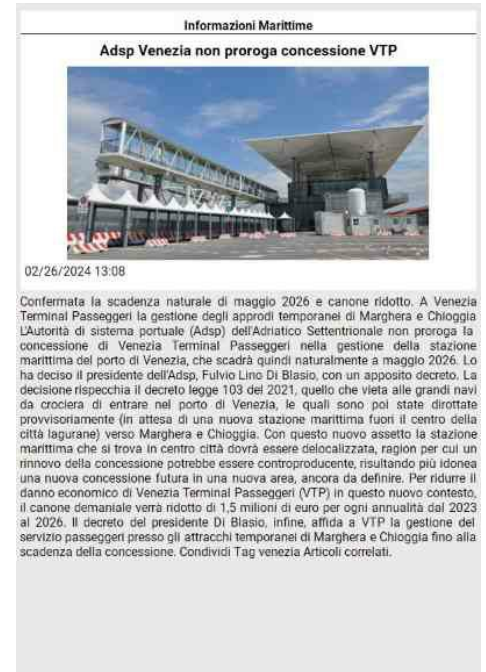 Informazioni Marittime
Adsp Venezia non proroga concessione VTP
02/26/2024 13:08
Confermata la scadenza naturale di maggio 2026 e canone ridotto. A Venezia
Terminal Passeggeri la gestione degli approdi temporanei di Marghera e Chioggia
L'Autorità di sistema portuale (Adsp) dell'Adriatico Settentrionale non proroga la
concessione di Venezia Terminal Passeggeri nella gestione della stazione
marittima del porto di Venezia, che scadrà quindi naturalmente a maggio 2026. Lo
ha deciso il presidente dell'Adsp, Fulvio Lino Di Blasio, con un apposito decreto. La
decisione rispecchia il decreto legge 103 del 2021, quello che vieta alle grandi navi
da crociera di entrare nel porto di Venezia, le quali sono poi state dirottate
provvisoriamente (in attesa di una nuova stazione marittima fuori il centro della
città lagurane) verso Marghera e Chioggia. Con questo nuovo assetto la stazione
marittima che si trova in centro città dovrà essere delocalizzata, ragion per cui un
rinnovo della concessione potrebbe essere controproducente, risultando più idonea
una nuova concessione futura in una nuova area, ancora da definire. Per ridurre il
danno economico di Venezia Terminal Passeggeri (VTP) in questo nuovo contesto,
il canone demaniale verrà ridotto di 1,5 milioni di euro per ogni annualità dal 2023
al 2026. Il decreto del presidente Di Blasio, infine, affida a VTP la gestione del
servizio passeggeri presso gli attracchi temporanei di Marghera e Chioggia fino alla
scadenza della concessione. Condividi Tag venezia Articoli correlati.